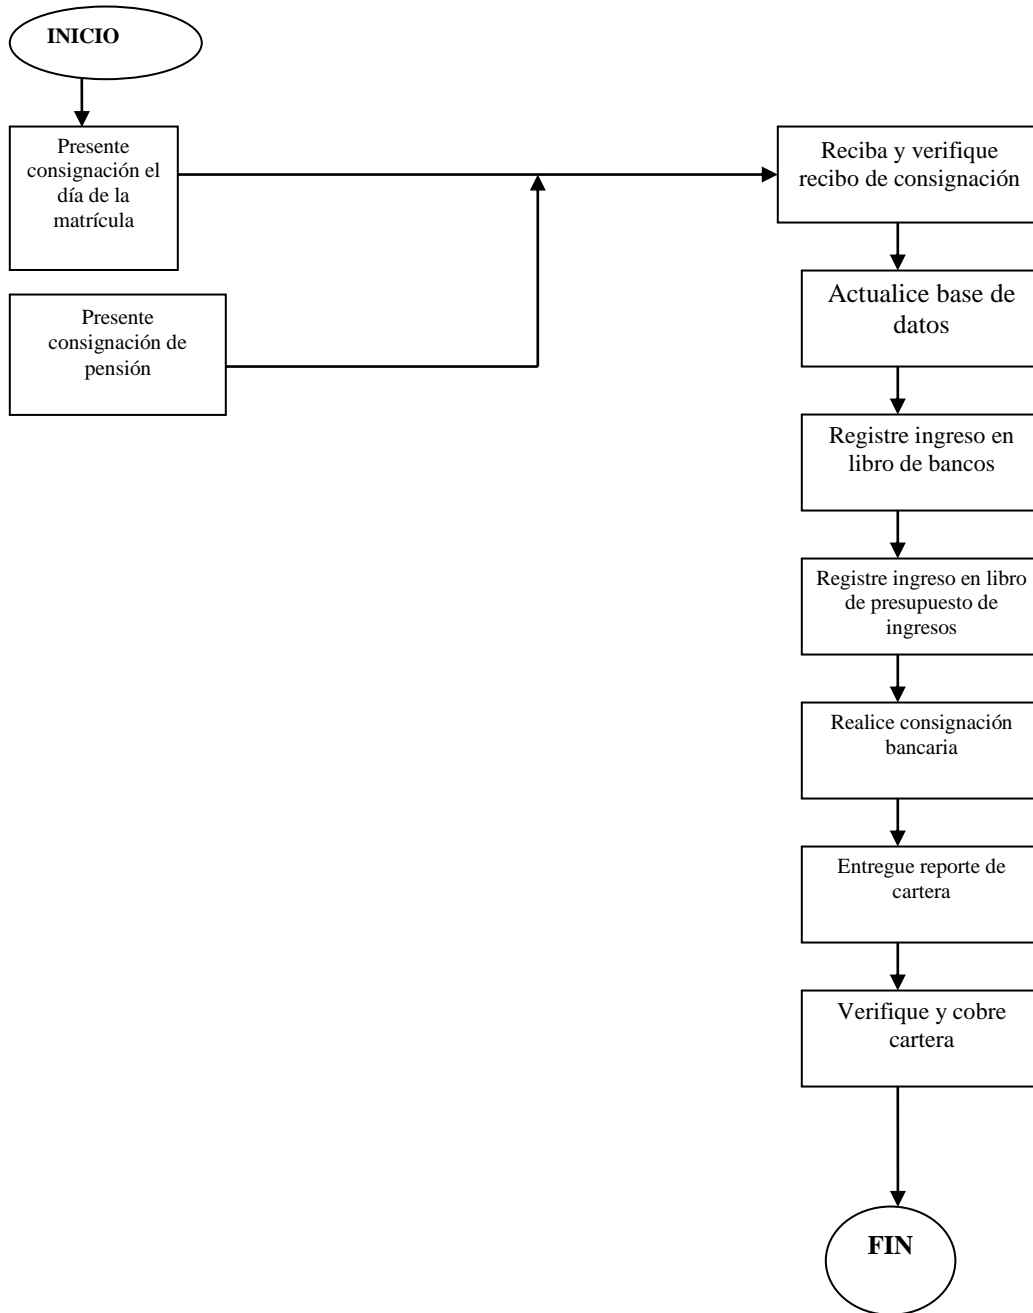 INICIO
Presente
consignación el
día de la
matrícula
Presente
consignación de
pensión
Reciba y verifique
recibo de consignación
Actualice base de
datos
Registre ingreso en
libro de bancos
Registre ingreso en libro
de presupuesto de
ingresos
Realice consignación
bancaria
Entregue reporte de
cartera
Verifique y cobre
cartera
FIN